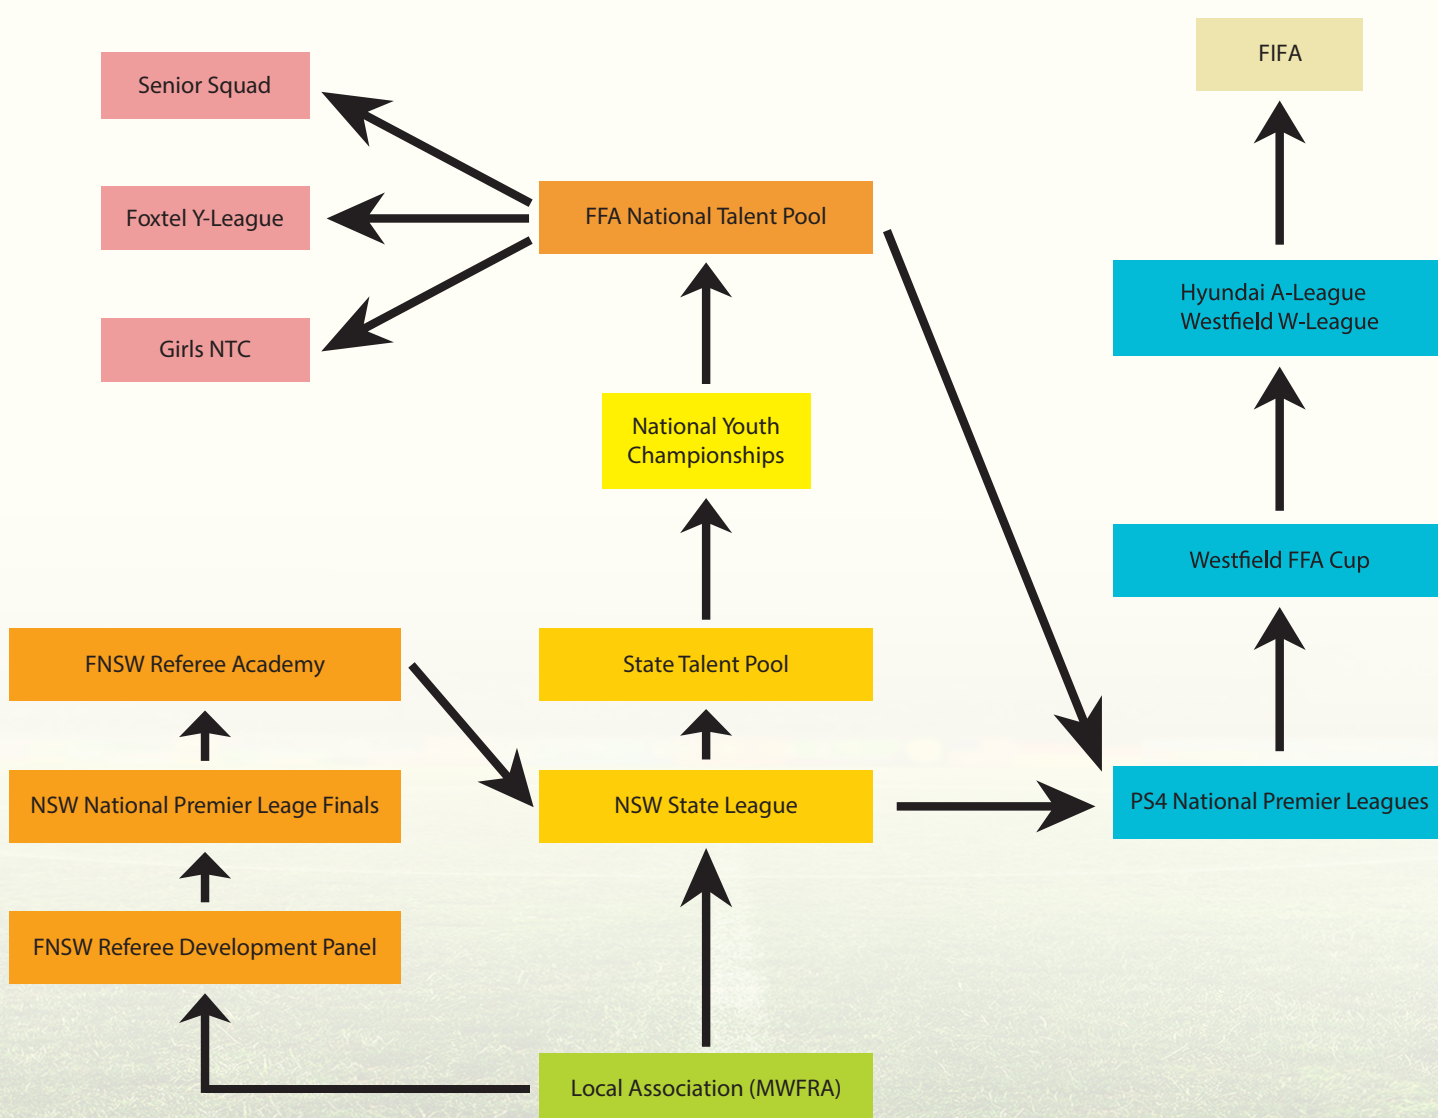 Senior Squad
FIFA
Foxtel Y-League
FFA National Talent Pool
Girls NTC
Hyundai A-League
Westfield W-League
National Youth
Championships
Westfield FFA Cup
FNSW Referee Academy
State Talent Pool
NSW National Premier Leage Finals
NSW State League
PS4 National Premier Leagues
FNSW Referee Development Panel
Local Association (MWFRA)